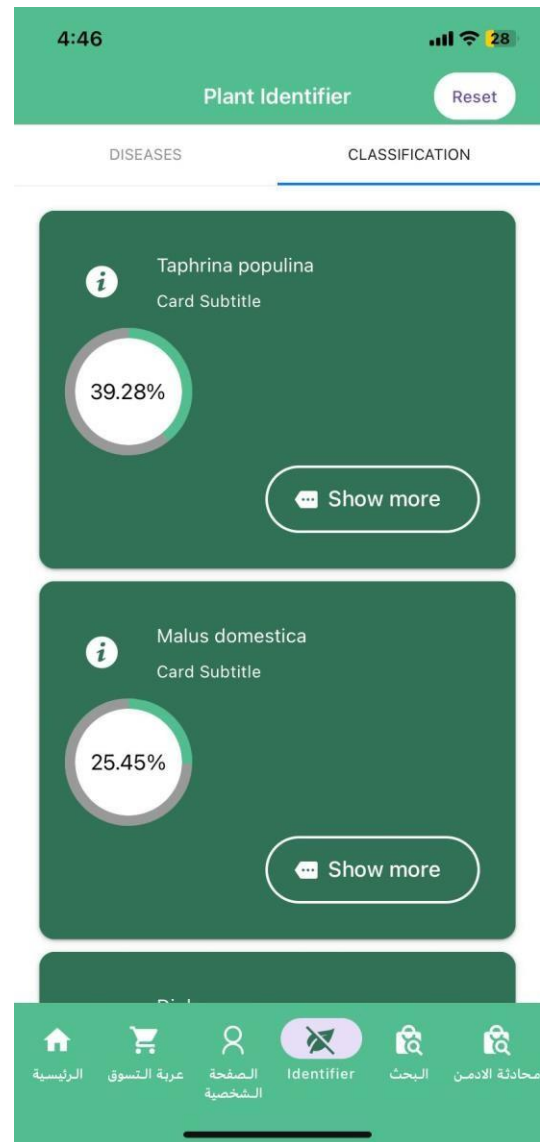 4:46
28
Plant Identifier
Reset
DISEASES
CLASSIFICATION
Taphrina populina
Card Subtitle
39.28%
Show more
Malus domestica
Card Subtitle
25.45%
Show more
الرئيسية
عربة التسوق
الصفحة
الشخصية
Identifier
البحث
محادثة الادمن